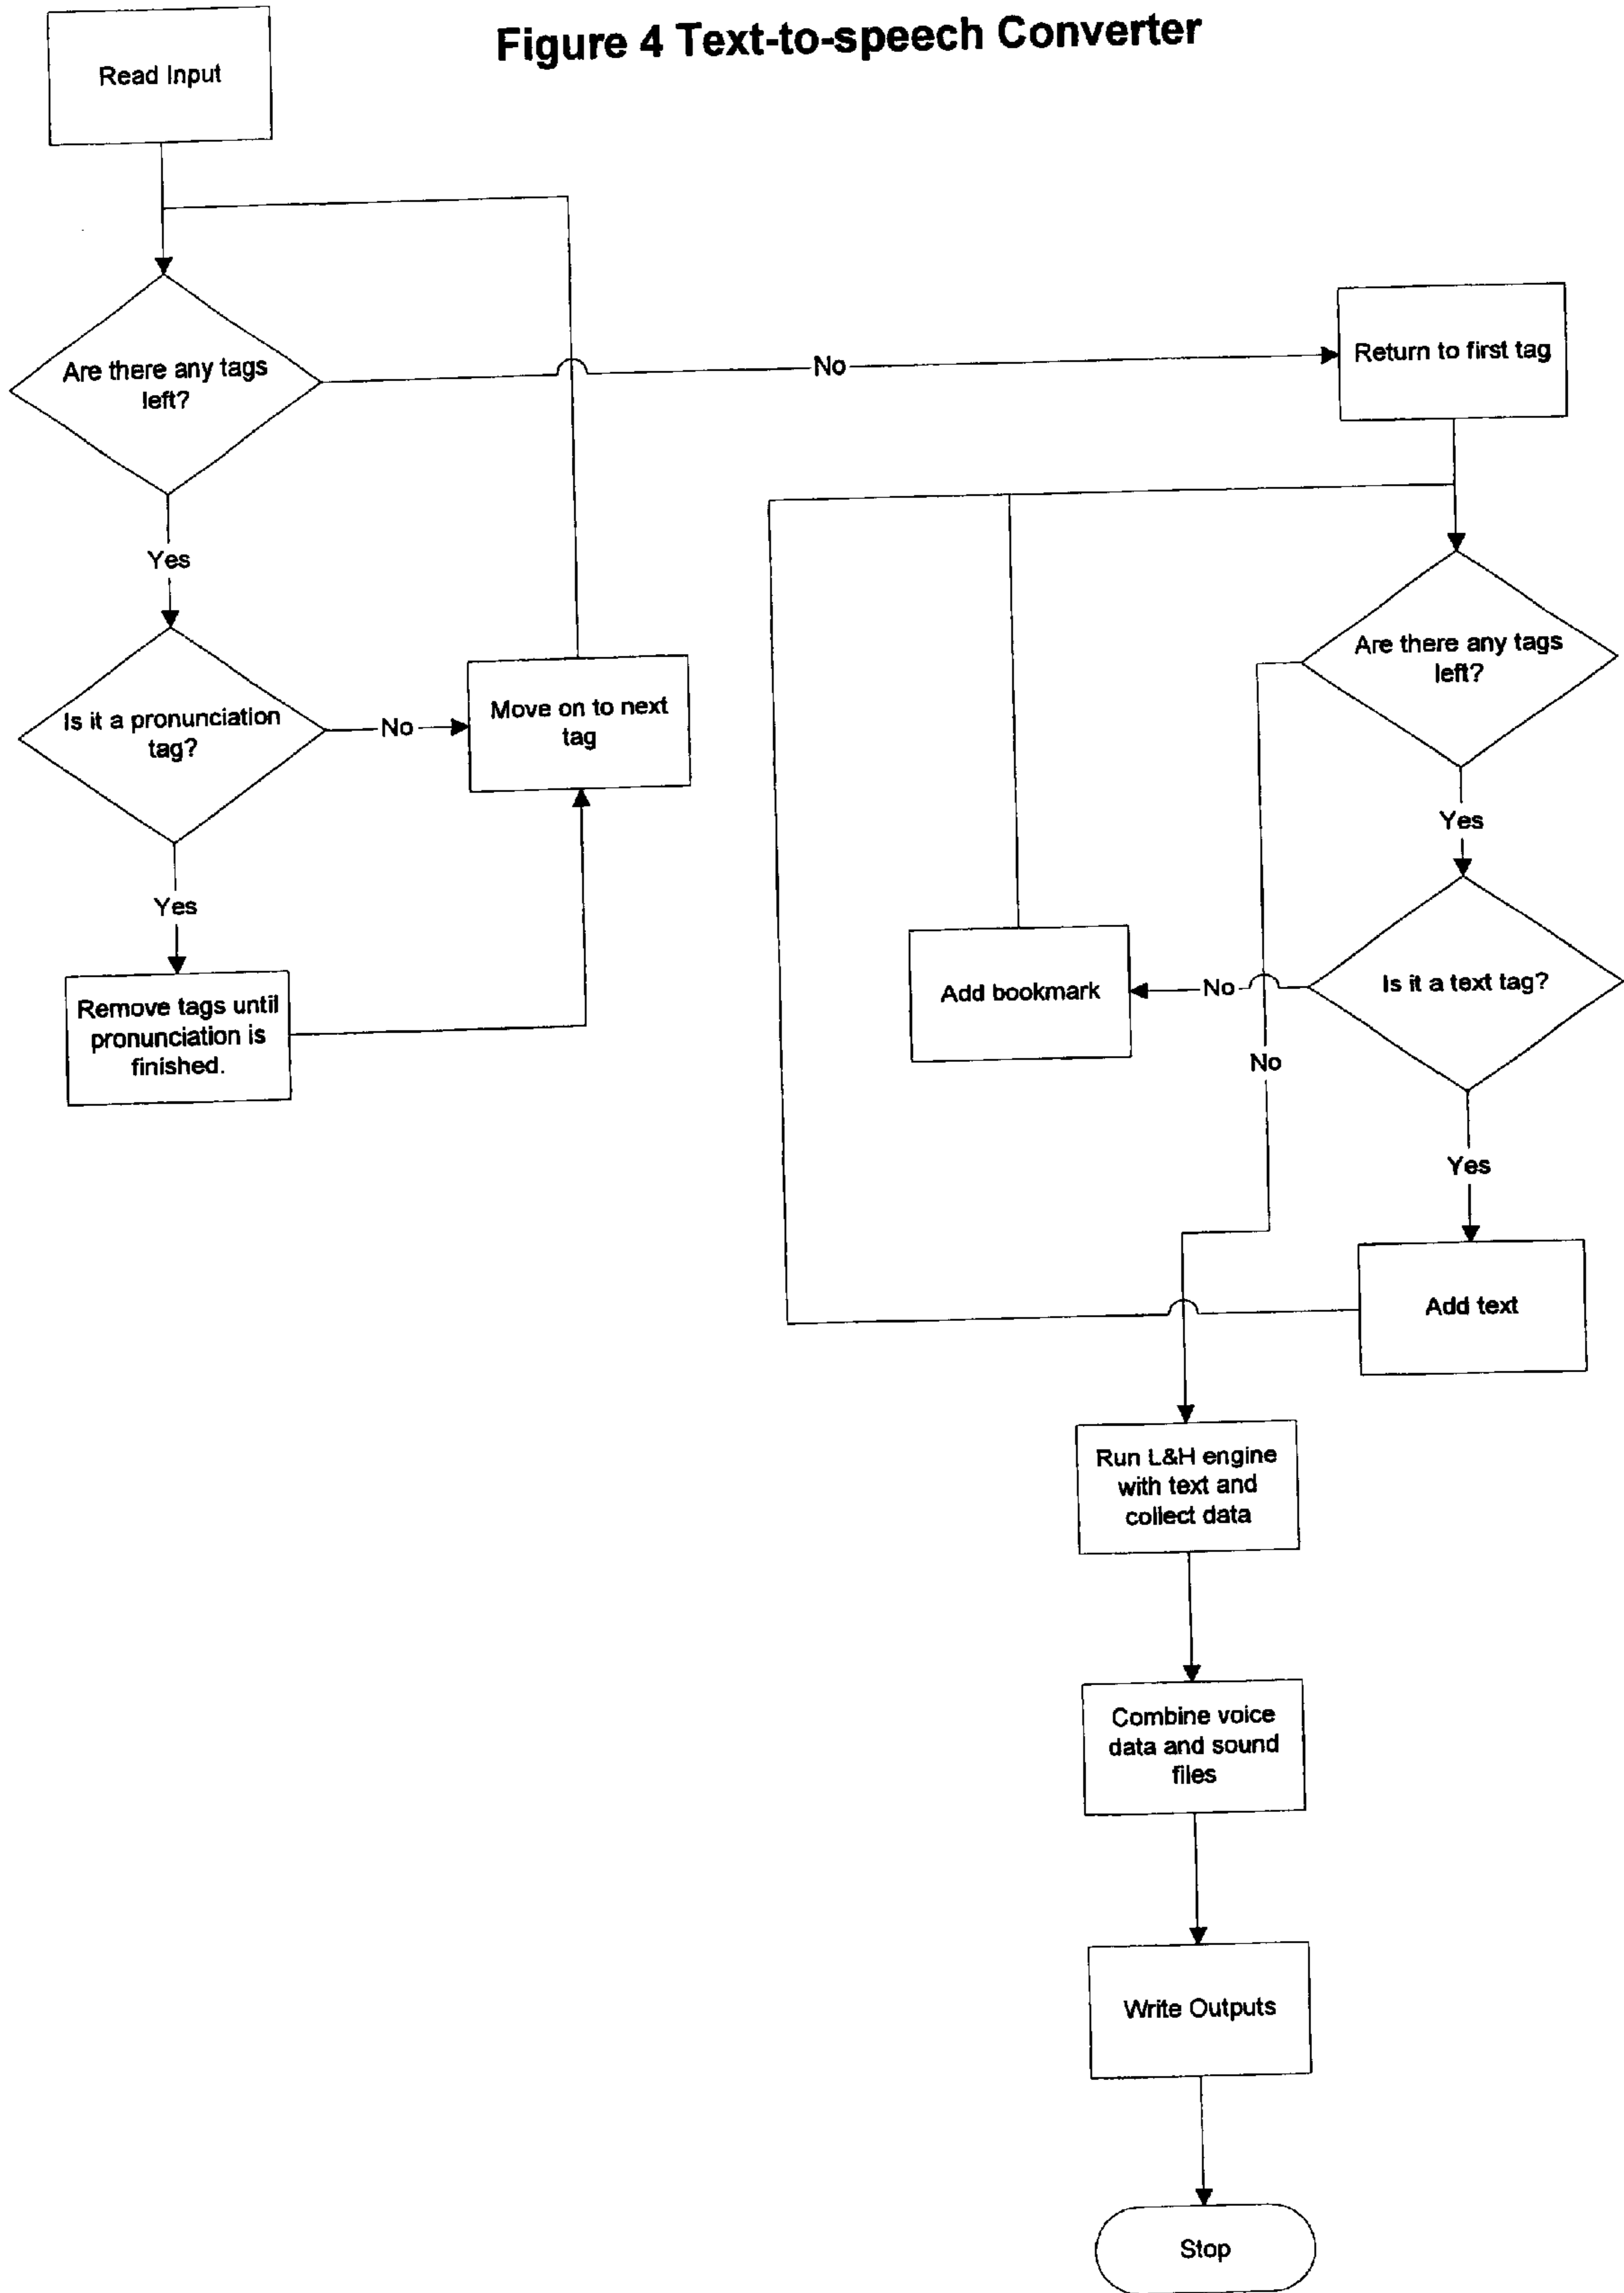 Figure 4 Text-to-speech Converter
Read Input
Are there any tags
left?
No
Yes
Is it a pronunciation
tag?
No
Move on to next
tag
Yes
Remove tags until
pronunciation is
finished.
Return to first tag
Are there any tags
left?
Yes
Is it a text tag?
No
Add bookmark
No
Yes
Add text
Run L&H engine
with text and
collect data
Combine voice
data and sound
files
Write Outputs
Stop